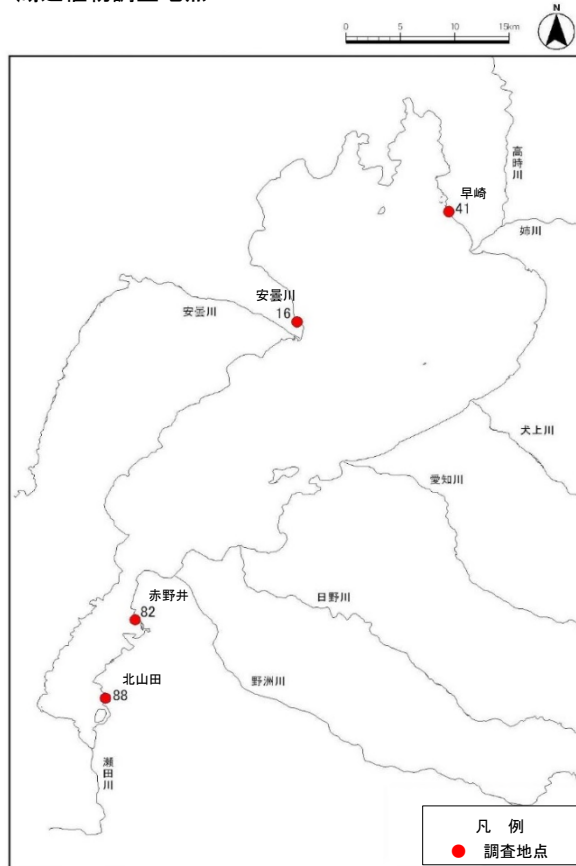 N
0 5 10 15km
高時川
早崎
41
姉川
安曇川
16
安曇川
犬上川
愛知川
赤野井
82
日野川
北山田
88
野洲川
瀬田川
凡 例
調査地点